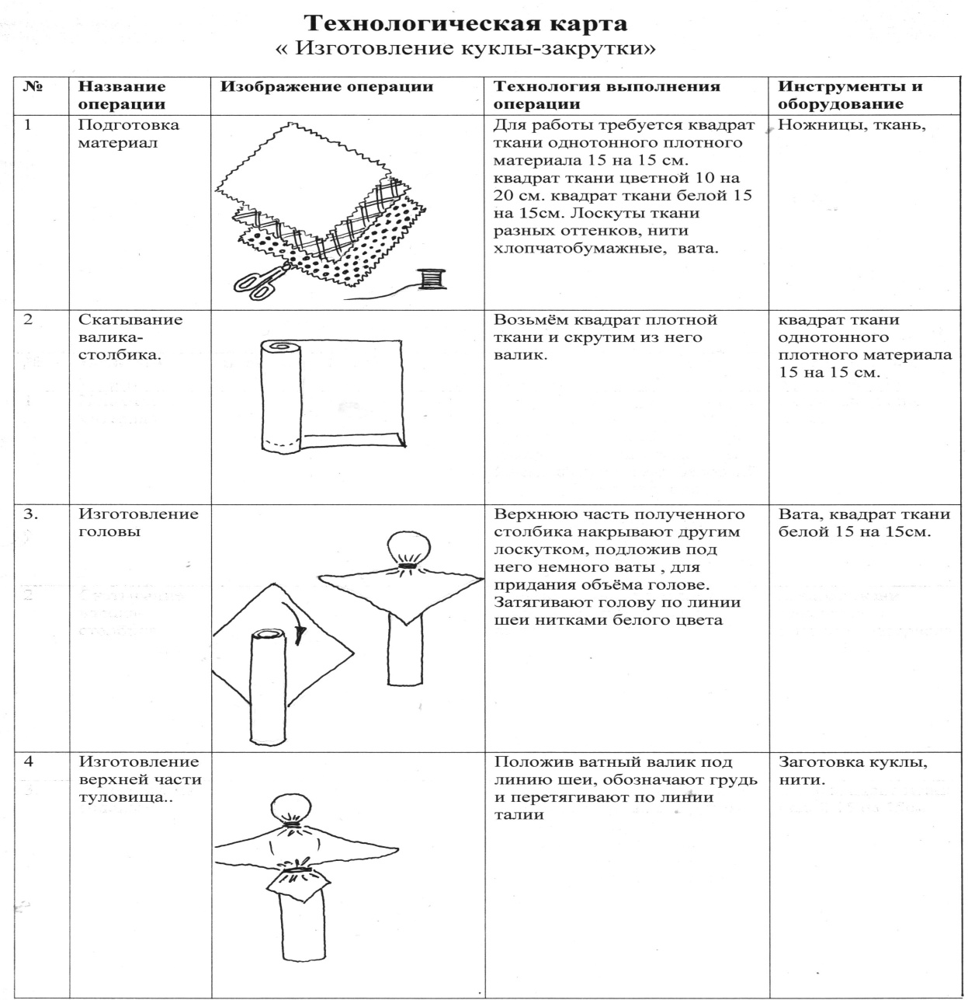 Технологическая карта
« Изготовление куклы-закрутки»
№
Название
операции
Изображение операции
Технология выполнения
операции
Инструменты и
оборудование
1
Подготовка
материал
Для работы требуется квадрат
ткани однотонного плотного
материала 15 на 15 см.
квадрат ткани цветной 10 на
20 см. квадрат ткани белой 15
на 15см. Лоскуты ткани
разных оттенков, нити
хлопчатобумажные, вата.
Ножницы, ткань,
2
Скатывание
валика-
столбика.
Возьмём квадрат плотной
ткани и скрутим из него
валик.
квадрат ткани
однотонного
плотного материала
15 на 15 см.
3.
Изготовление
головы
Верхнюю часть полученного
столбика накрывают другим
лоскутком, подложив под
него немного ваты , для
придания объёма голове.
Затягивают голову по линии
шеи нитками белого цвета
Вата, квадрат ткани
белой 15 на 15см.
4
Изготовление
верхней части
туловища..
Положив ватный валик под
линию шеи, обозначают грудь
и перетягивают по линии
талии
Заготовка куклы,
нити.